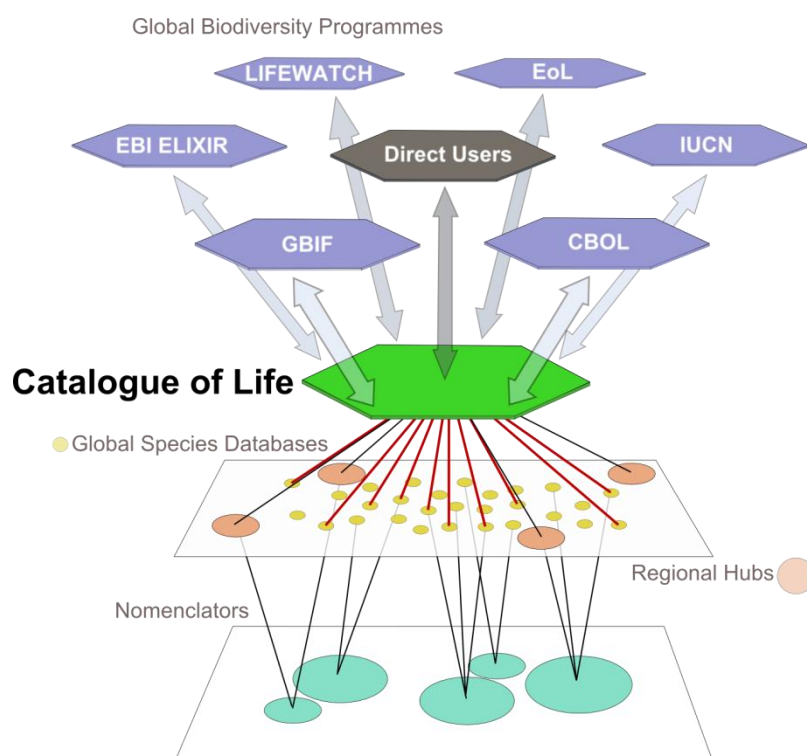 Global Biodiversity Programmes
LIFEWATCH
EoL
EBI ELIXIR
Direct Users
IUCN
GBIF
CBOL
Catalogue of Life
Global Species Databases
Regional Hubs
Nomenclators